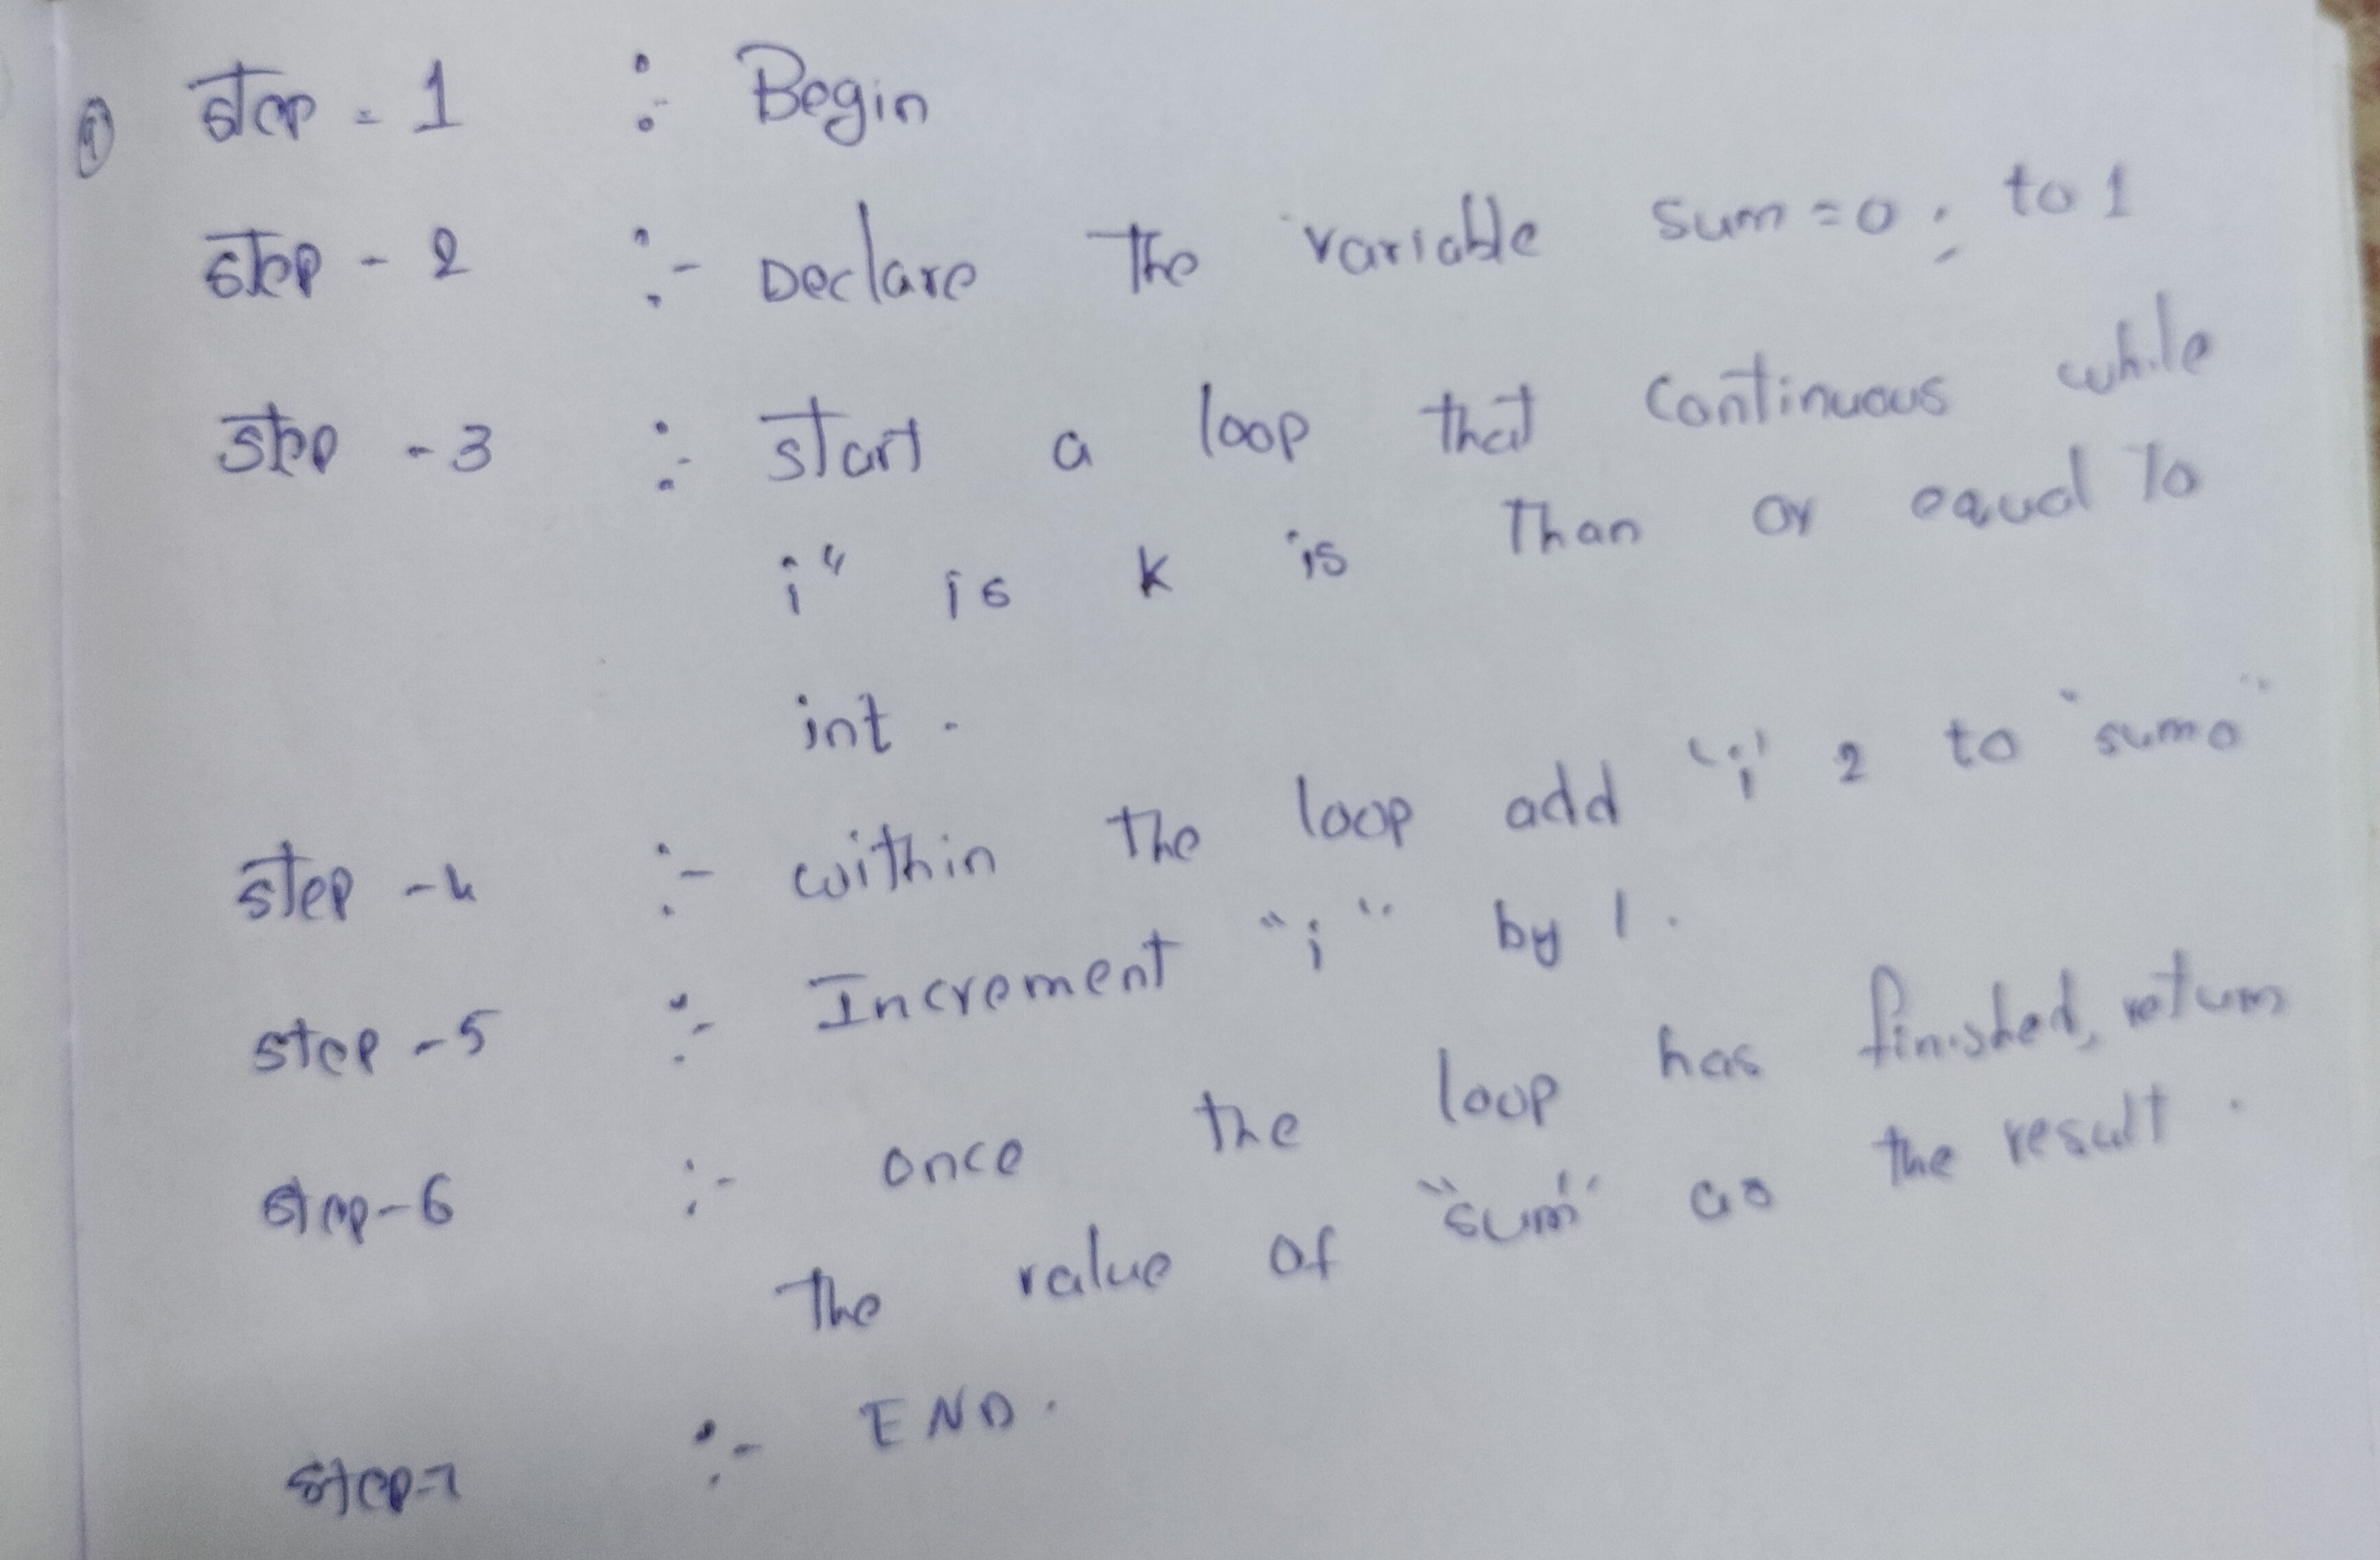 ① step - 1 :- Begin
step - 2 :- Declare The variable sum = 0 ; to 1
step - 3 :- start a loop that continuous while
i" is k is Than or equal To
int .
step - 4 :- within The loop add 'i' 2 to "sumo"
step - 5 :- Increment "i" by 1 .
step - 6 :- once the loop has finished, return
The value of "sum" as the result .
step - 7 :- END .